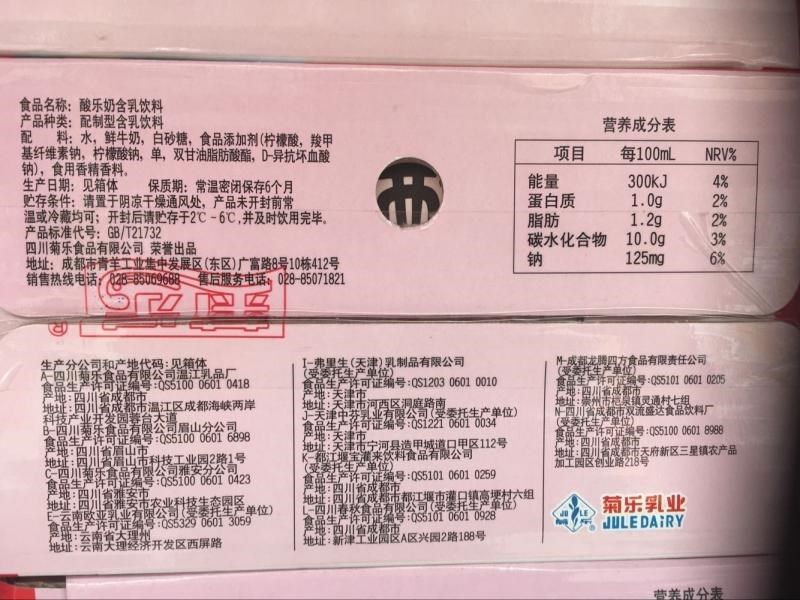 食品名称：酸乐奶含乳饮料
产品种类：配制型含乳饮料
配 料：水，鲜牛奶，白砂糖，食品添加剂(柠檬酸，羧甲
基纤维素钠，柠檬酸钠，单，双甘油脂肪酸酯，D-异抗坏血酸
钠)，食用香精香料。
生产日期：见箱体 保质期：常温密闭保存6个月
贮存条件：请置于阴凉干燥通风处，产品未开封前常
温或冷藏均可；开封后请贮存于2℃-6℃,并及时饮用完毕。
产品标准代号：GB/T21732
四川菊乐食品有限公司 荣誉出品
地址：成都市青羊工业集中发展区(东区)广富路8号10栋412号
销售热线电话：028-85069688 售后服务电话：028-85071821
营养成分表
项目 每100mL NRV%
能量 300kJ 4%
蛋白质 1.0g 2%
脂肪 1.2g 2%
碳水化合物 10.0g 3%
钠 125mg 6%
生产分公司和产地代码：见箱体
A-四川菊乐食品有限公司温江乳品厂
食品生产许可证编号:QS5100 0601 0418
产地：四川省成都市
地址：四川省成都市温江区成都海峡两岸
科技产业开发园蓉台大道
B-四川菊乐食品有限公司眉山分公司
食品生产许可证编号:QS5100 0601 6898
产地：四川省眉山市
地址：四川省眉山市科技工业园2路1号
C-四川菊乐食品有限公司雅安分公司
食品生产许可证编号:QS5100 0601 0423
产地：四川省雅安市
地址：四川省雅安市农业科技生态园区
E-云南欧亚乳业有限公司(受委托生产单位)
食品生产许可证编号:QS5329 0601 3059
产地：云南省大理州
地址：云南大理经济开发区西屏路
I-弗里生(天津)乳制品有限公司
(受委托生产单位)
食品生产许可证编号:QS1203 0601 0010
产地：天津市
地址：天津市河西区洞庭路南
J-天津中芬乳业有限公司(受委托生产单位)
食品生产许可证编号:QS1221 0601 0034
产地：天津市
地址：天津市宁河县造甲城道口甲区112号
K-都江堰宝灌来饮料食品有限公司
(受委托生产单位)
食品生产许可证编号:QS5101 0601 0259
产地：四川省成都市
地址：四川省成都市都江堰市灌口镇高埂村六组
L-四川春秋食品有限公司(受委托生产单位)
食品生产许可证编号:QS5101 0601 0928
产地：四川省成都市
地址：新津工业园区A区兴园2路188号
M-成都龙腾四方食品有限责任公司
(受委托生产单位)
食品生产许可证编号:QS5101 0601 0205
产地：四川省成都市
地址：崇州市杞泉镇灵通村七组
N-四川省成都市双流盛达食品饮料厂
(受委托生产单位)
食品生产许可证编号:QS5100 0601 8988
产地：四川省成都市
地址：四川省成都市天府新区三星镇农产品
加工园区创业路218号
JU LE
菊乐乳业
JULEDAIRY
营养成分表